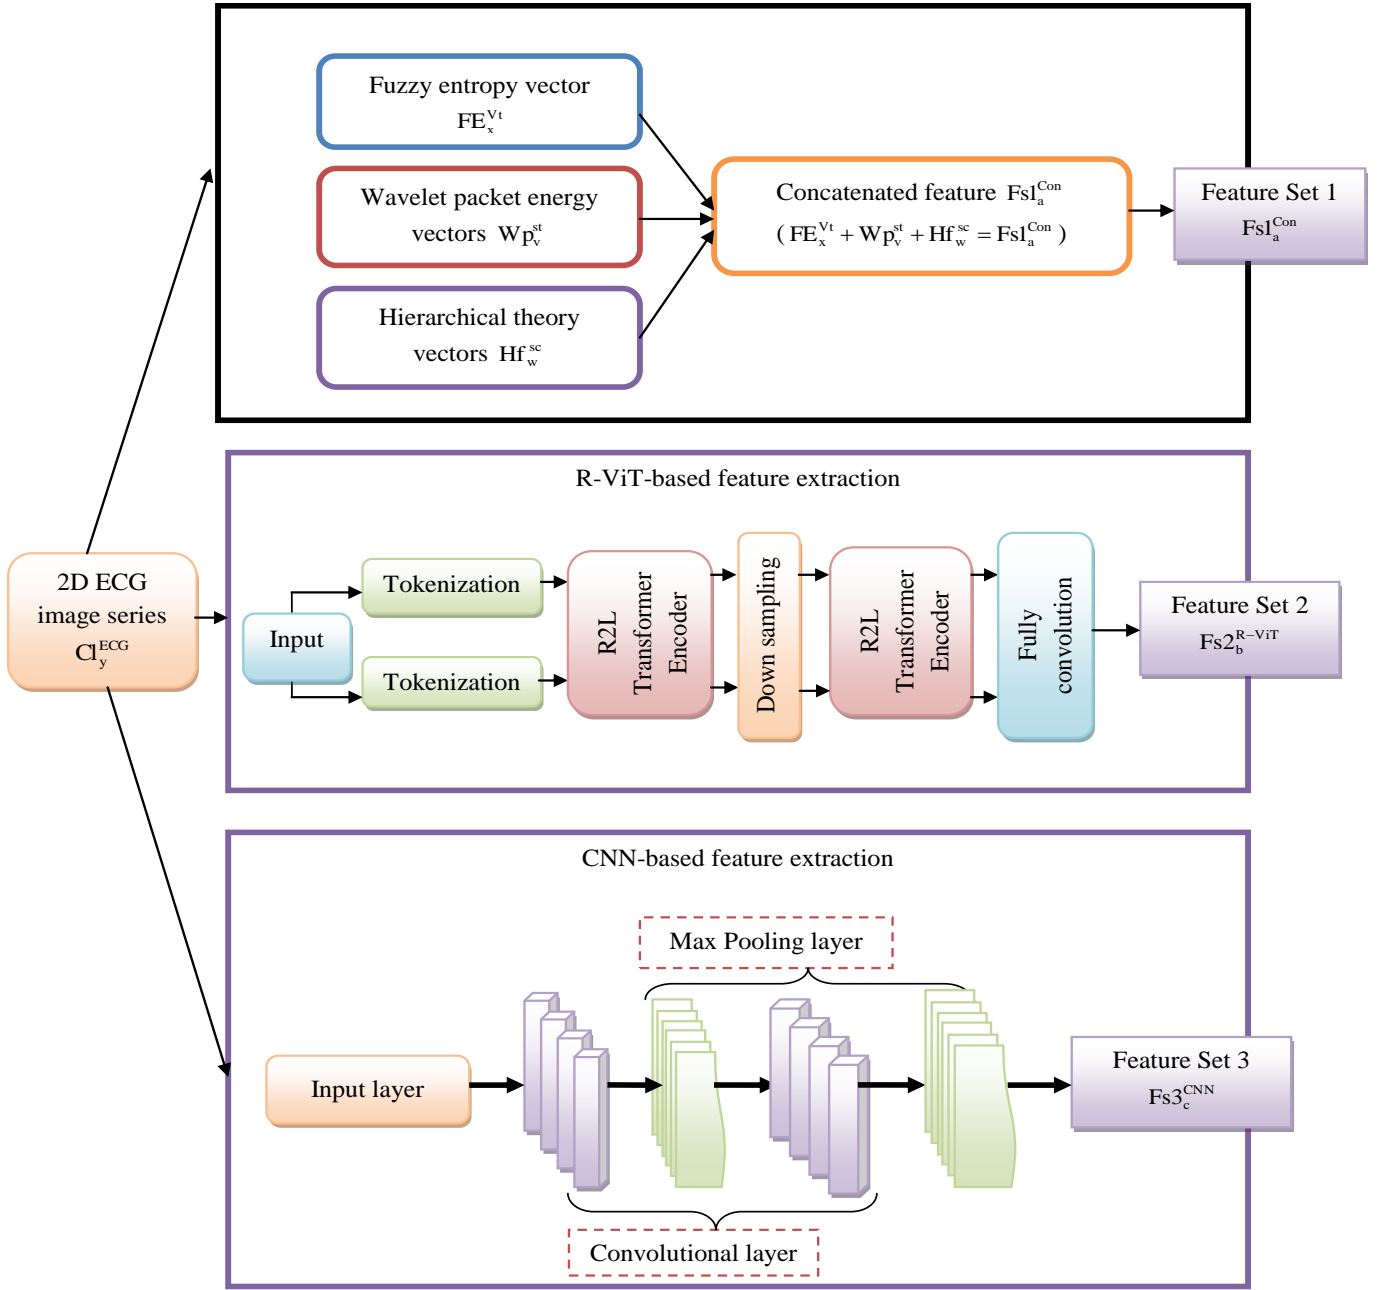 Fuzzy entropy vector
FE_x^Vt
Wavelet packet energy
vectors Wp_v^st
Hierarchical theory
vectors Hf_w^sc
Concatenated feature Fs1_a^Con
( FE_x^Vt + Wp_v^st + Hf_w^sc = Fs1_a^Con )
Feature Set 1
Fs1_a^Con
2D ECG
image series
Cl_y^ECG
R-ViT-based feature extraction
Input
Tokenization
Tokenization
R2L
Transformer
Encoder
Down sampling
R2L
Transformer
Encoder
Fully
convolution
Feature Set 2
Fs2_b^R-ViT
CNN-based feature extraction
Max Pooling layer
Input layer
Convolutional layer
Feature Set 3
Fs3_c^CNN